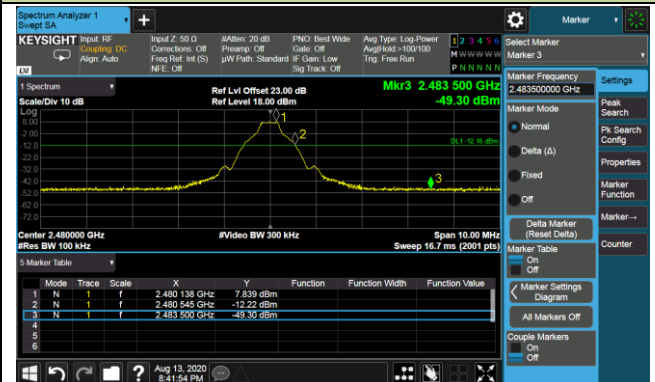 Spectrum Analyzer 1
Swept SA
+
Marker
KEYSIGHT
Input: RF
Coupling: DC
Align: Auto
Input Z: 50 Ω
Corrections: Off
Freq Ref: Int (S)
NFE: Off
#Atten: 20 dB
Preamp: Off
µW Path: Standard
PNO: Best Wide
Gate: Off
IF Gain: Low
Sig Track: Off
Avg Type: Log-Power
Avg|Hold:>100/100
Trig: Free Run
1 2 3 4 5 6
M W W W W W
P N N N N N
LXI
Select Marker
Marker 3
1 Spectrum
Scale/Div 10 dB
Log
Ref Lvl Offset 23.00 dB
Ref Level 18.00 dBm
Mkr3 2.483 500 GHz
-49.30 dBm
8.00
-2.00
-12.0
-22.0
-32.0
-42.0
-52.0
-62.0
-72.0
1
2
3
DL1 -12.16 dBm
Center 2.480000 GHz
#Res BW 100 kHz
#Video BW 300 kHz
Span 10.00 MHz
Sweep 16.7 ms (2001 pts)
5 Marker Table
Mode Trace Scale X Y Function Function Width Function Value
1 N 1 f 2.480 138 GHz 7.839 dBm
2 N 1 f 2.480 545 GHz -12.22 dBm
3 N 1 f 2.483 500 GHz -49.30 dBm
4
5
6
Marker Frequency
2.483500000 GHz
Marker Mode
Normal
Delta (Δ)
Fixed
Off
Delta Marker
(Reset Delta)
Marker Table
On
Off
Marker Settings
Diagram
All Markers Off
Couple Markers
On
Off
Settings
Peak
Search
Pk Search
Config
Properties
Marker
Function
Marker→
Counter
?
Aug 13, 2020
8:41:54 PM